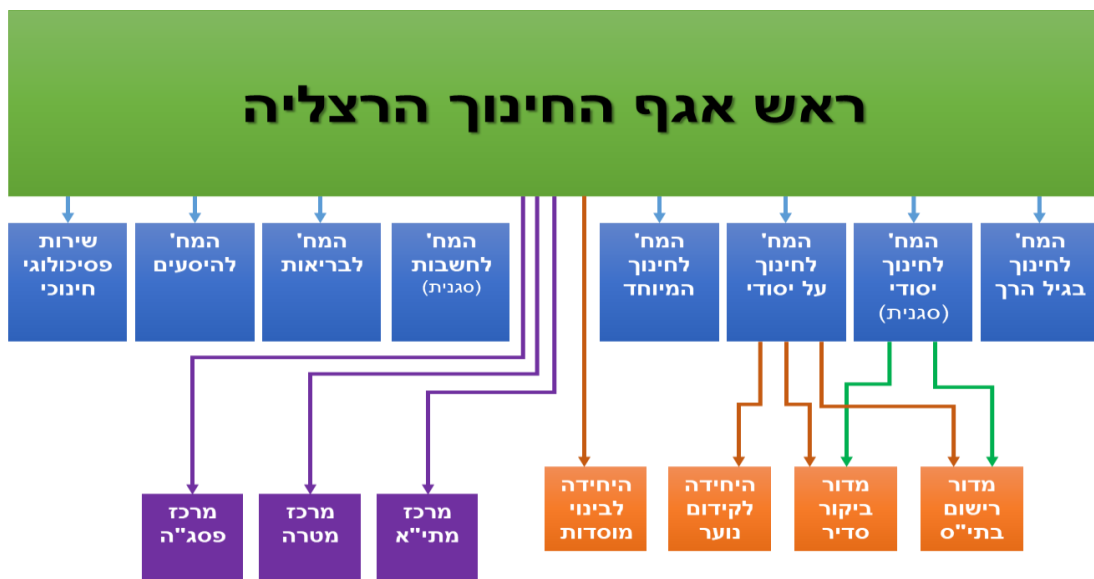 ראש אגף החינוך הרצליה
המח'
לחינוך
בגיל הרך
המח'
לחינוך
יסודי
(סגנית)
המח'
לחינוך
על יסודי
המח'
לחינוך
המיוחד
המח'
לחשבות
(סגנית)
המח'
לבריאות
המח'
להיסעים
שירות
פסיכולוגי
חינוכי
מדור
רישום
בתי"ס
מדור
ביקור
סדיר
היחידה
לקידום
נוער
היחידה
לבינוי
מוסדות
מרכז
מתי"א
מרכז
מטרה
מרכז
פסג"ה